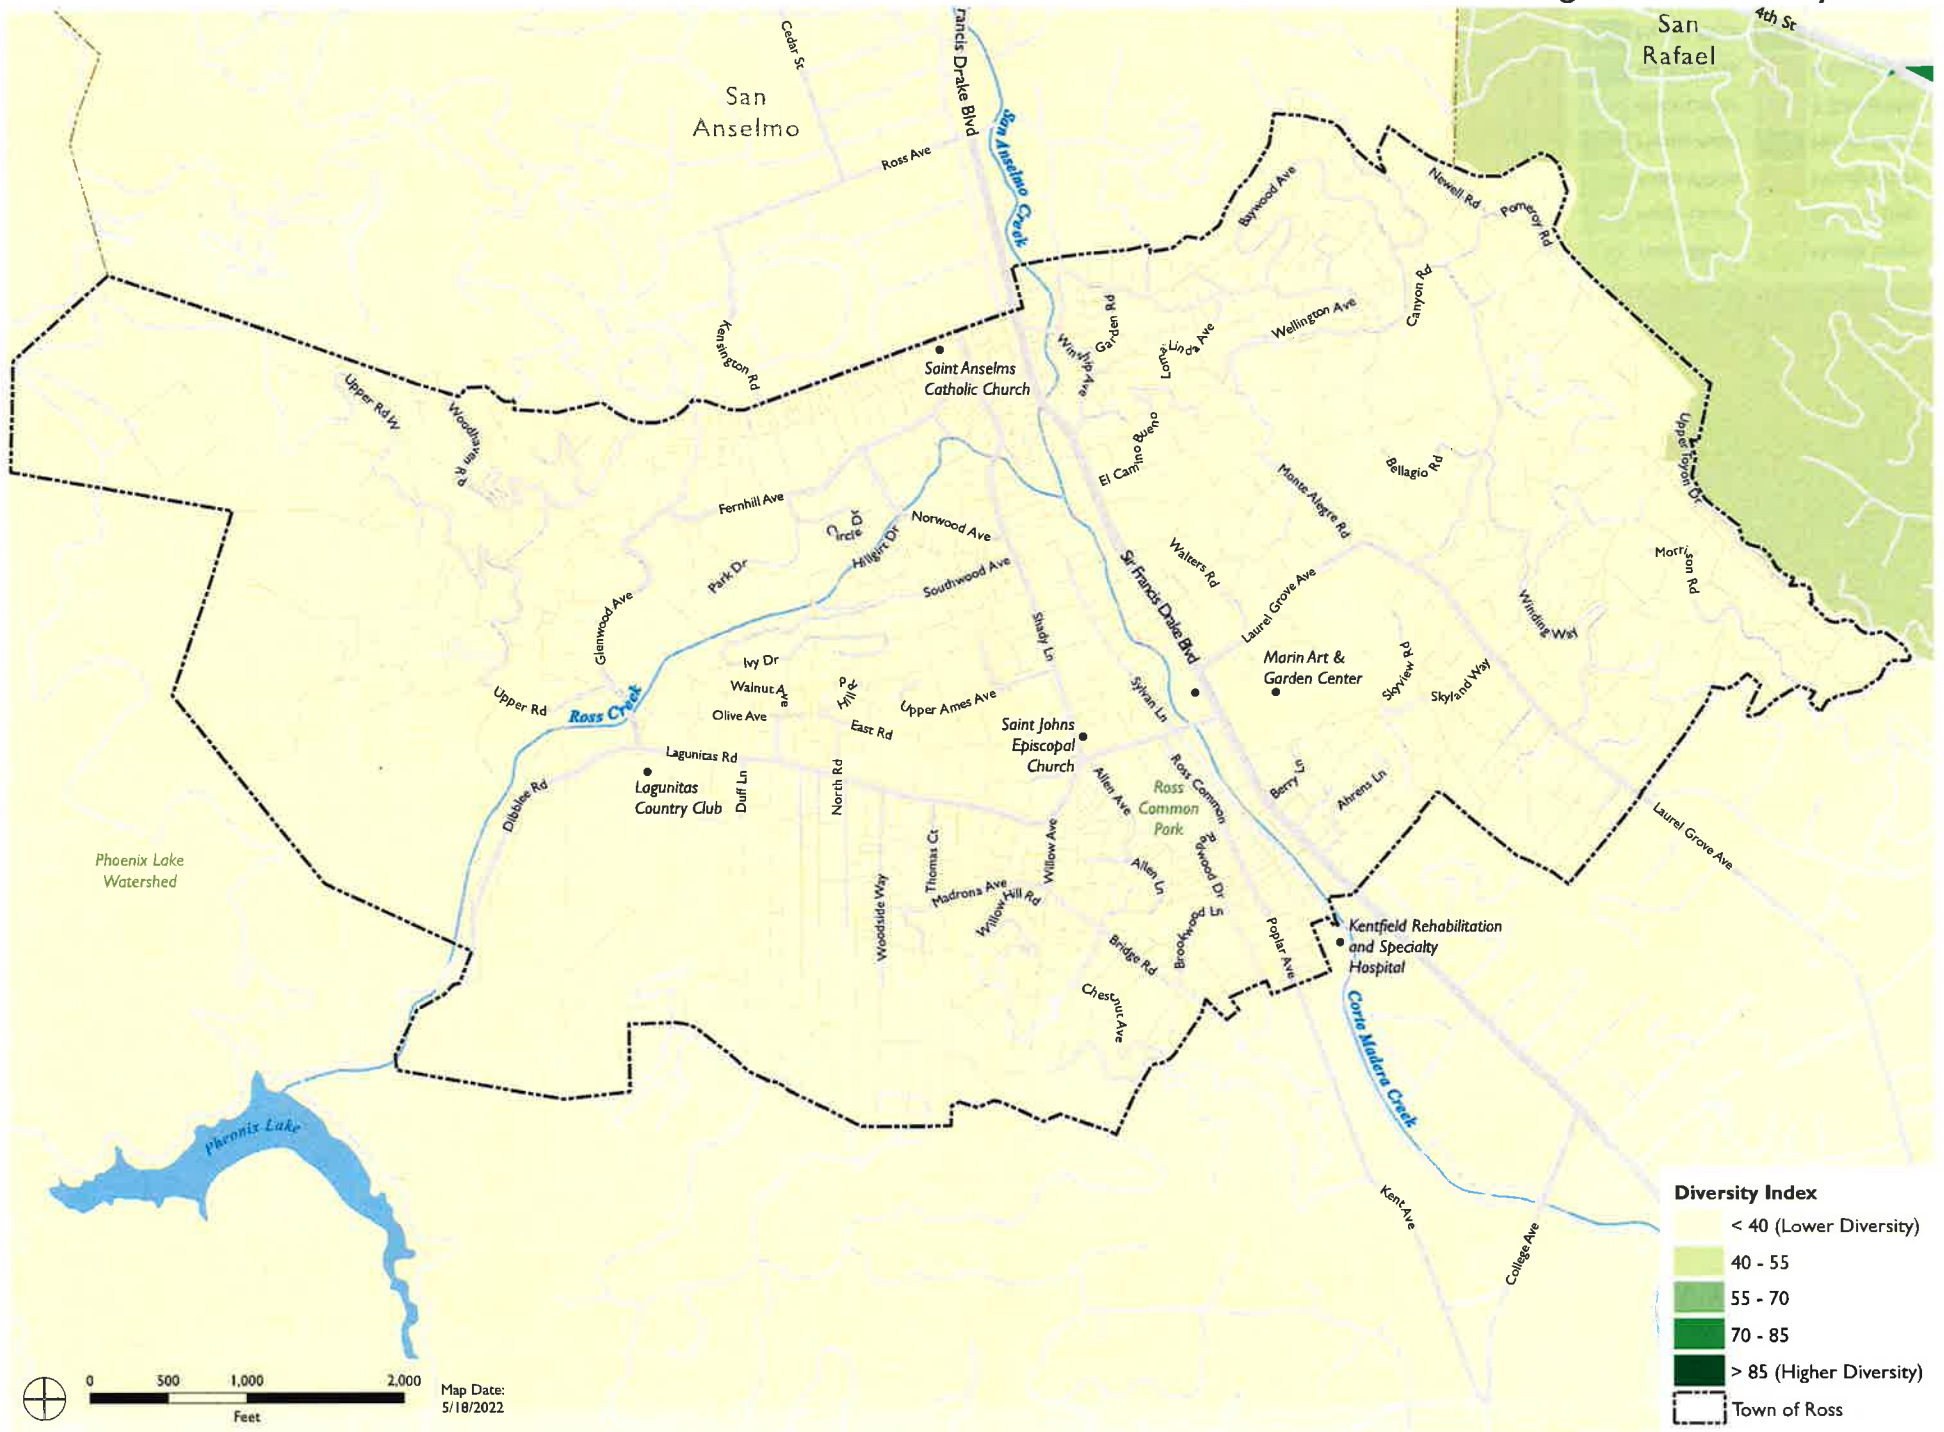 San
Rafael
4th St
Cedar St
rancis Drake Blvd
San
Anselmo
San Anselmo Creek
Ross Ave
Baywood Ave
Newell Rd
Pomeroy Rd
Canyon Rd
Kensington Rd
Garden Rd
Winship Ave
Loma Linda Ave
Wellington Ave
Saint Anselms
Catholic Church
Upper Rd W
Woodhaven Rd
El Camino Bueno
Bellagio Rd
Upper Toyon Dr
Monte Alegre Rd
Fernhill Ave
Circle Dr
Norwood Ave
Hillgirt Dr
Park Dr
Southwood Ave
Sir Francis Drake Blvd
Walters Rd
Laurel Grove Ave
Morrison Rd
Winding Way
Glenwood Ave
Shady Ln
Ivy Dr
Walnut Ave
Hill Rd
Olive Ave
East Rd
Upper Ames Ave
Upper Rd
Ross Creek
Sylvan Ln
Marin Art &
Garden Center
Skyview Rd
Skyland Way
Saint Johns
Episcopal
Church
Lagunitas Rd
Lagunitas
Country Club
Duff Ln
North Rd
Dibblee Rd
Allen Ave
Ross
Common
Park
Ross Common
Berry Ln
Ahrens Ln
Laurel Grove Ave
Phoenix Lake
Watershed
Thomas Ct
Willow Ave
Allen Ln
Redwood Dr
Woodside Way
Madrona Ave
Willow Hill Rd
Brookwood Ln
Bridge Rd
Poplar Ave
Kentfield Rehabilitation
and Specialty
Hospital
Chestnut Ave
Corte Madera Creek
Phoenix Lake
Kent Ave
College Ave
Diversity Index
< 40 (Lower Diversity)
40 - 55
55 - 70
70 - 85
> 85 (Higher Diversity)
Town of Ross
0 500 1,000 2,000
Feet
Map Date:
5/18/2022